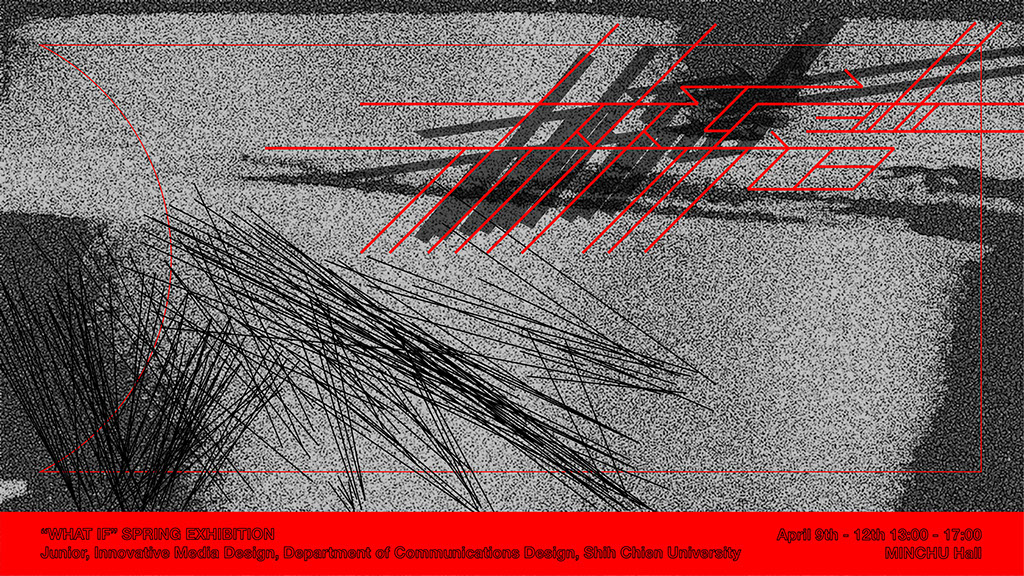 “WHAT IF” SPRING EXHIBITION
Junior, Innovative Media Design, Department of Communications Design, Shih Chien University
April 9th - 12th 13:00 - 17:00
MINCHU Hall